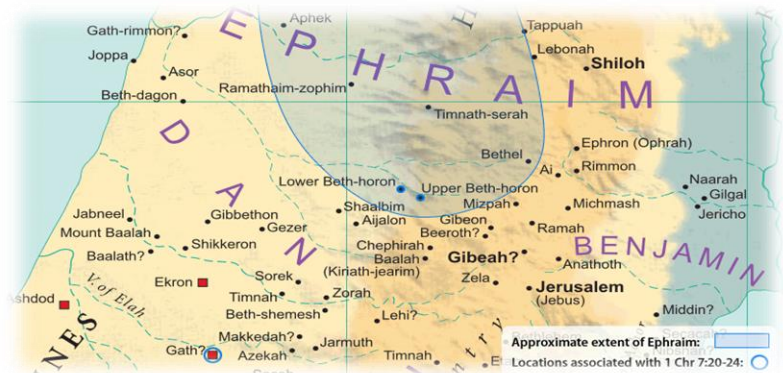 Aphek
Tappuah
Gath-rimmon?
Lebonah
Joppa
Shiloh
Asor
EPHRAIM
Ramathaim-zophim
Beth-dagon
Timnath-serah
DAN
Ephron (Ophrah)
Bethel
Ai
Rimmon
Lower Beth-horon
Upper Beth-horon
Naarah
Gilgal
Jericho
Mizpah
Michmash
Shaalbim
Aijalon
Jabneel
Gibbethon
Gezer
Gibeon
Beeroth?
Ramah
Mount Baalah
Shikkeron
Baalath?
Chephirah
Baalah
(Kiriath-jearim)
Gibeah?
BENJAMIN
Anathoth
V. of Elah
Ekron
Sorek
Zela
Jerusalem
(Jebus)
Timnah
Zorah
Beth-shemesh
Lehi?
Middin?
Makkedah?
Jarmuth
Gath?
Azekah
Timnah
Approximate extent of Ephraim:
Locations associated with 1 Chr 7:20-24: